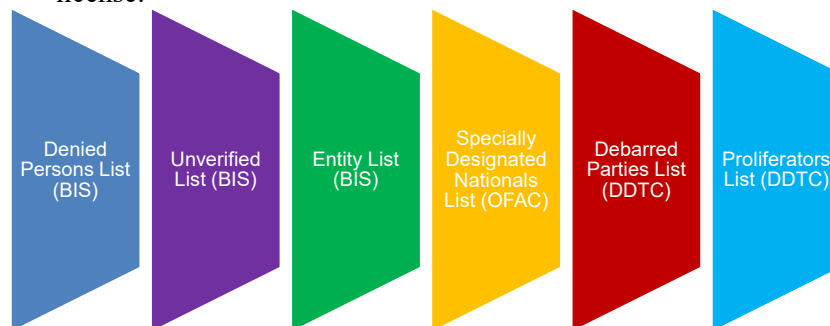 license.
Denied
Persons List
(BIS)
Unverified
List (BIS)
Entity List
(BIS)
Specially
Designated
Nationals
List (OFAC)
Debarred
Parties List
(DDTC)
Proliferators
List (DDTC)